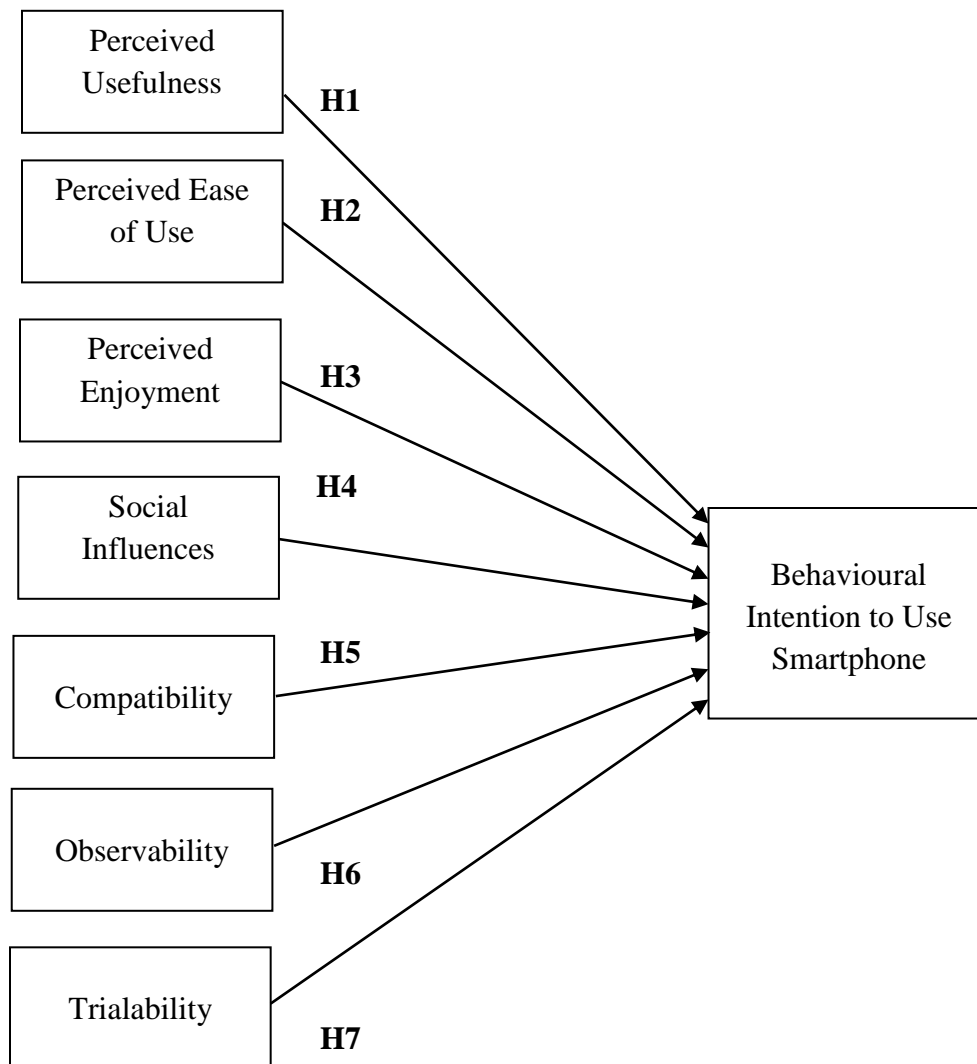 Perceived
Usefulness
H1
Perceived Ease
of Use
H2
Perceived
Enjoyment
H3
Social
Influences
H4
Compatibility
H5
Observability
H6
Trialability
H7
Behavioural
Intention to Use
Smartphone